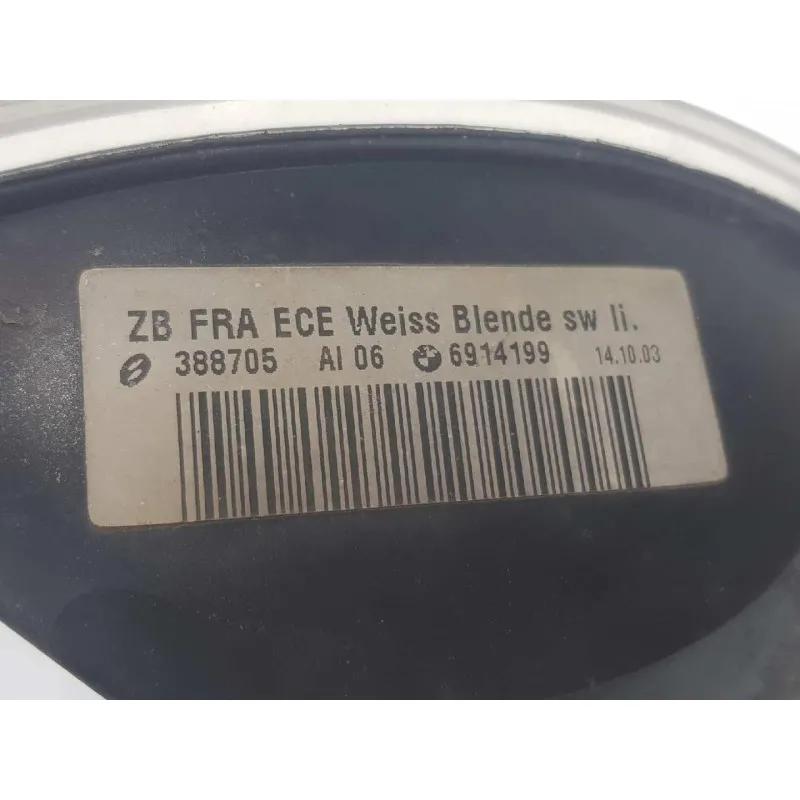 ZB FRA ECE Weiss Blende sw li.
388705 AI 06 6914199 14.10.03